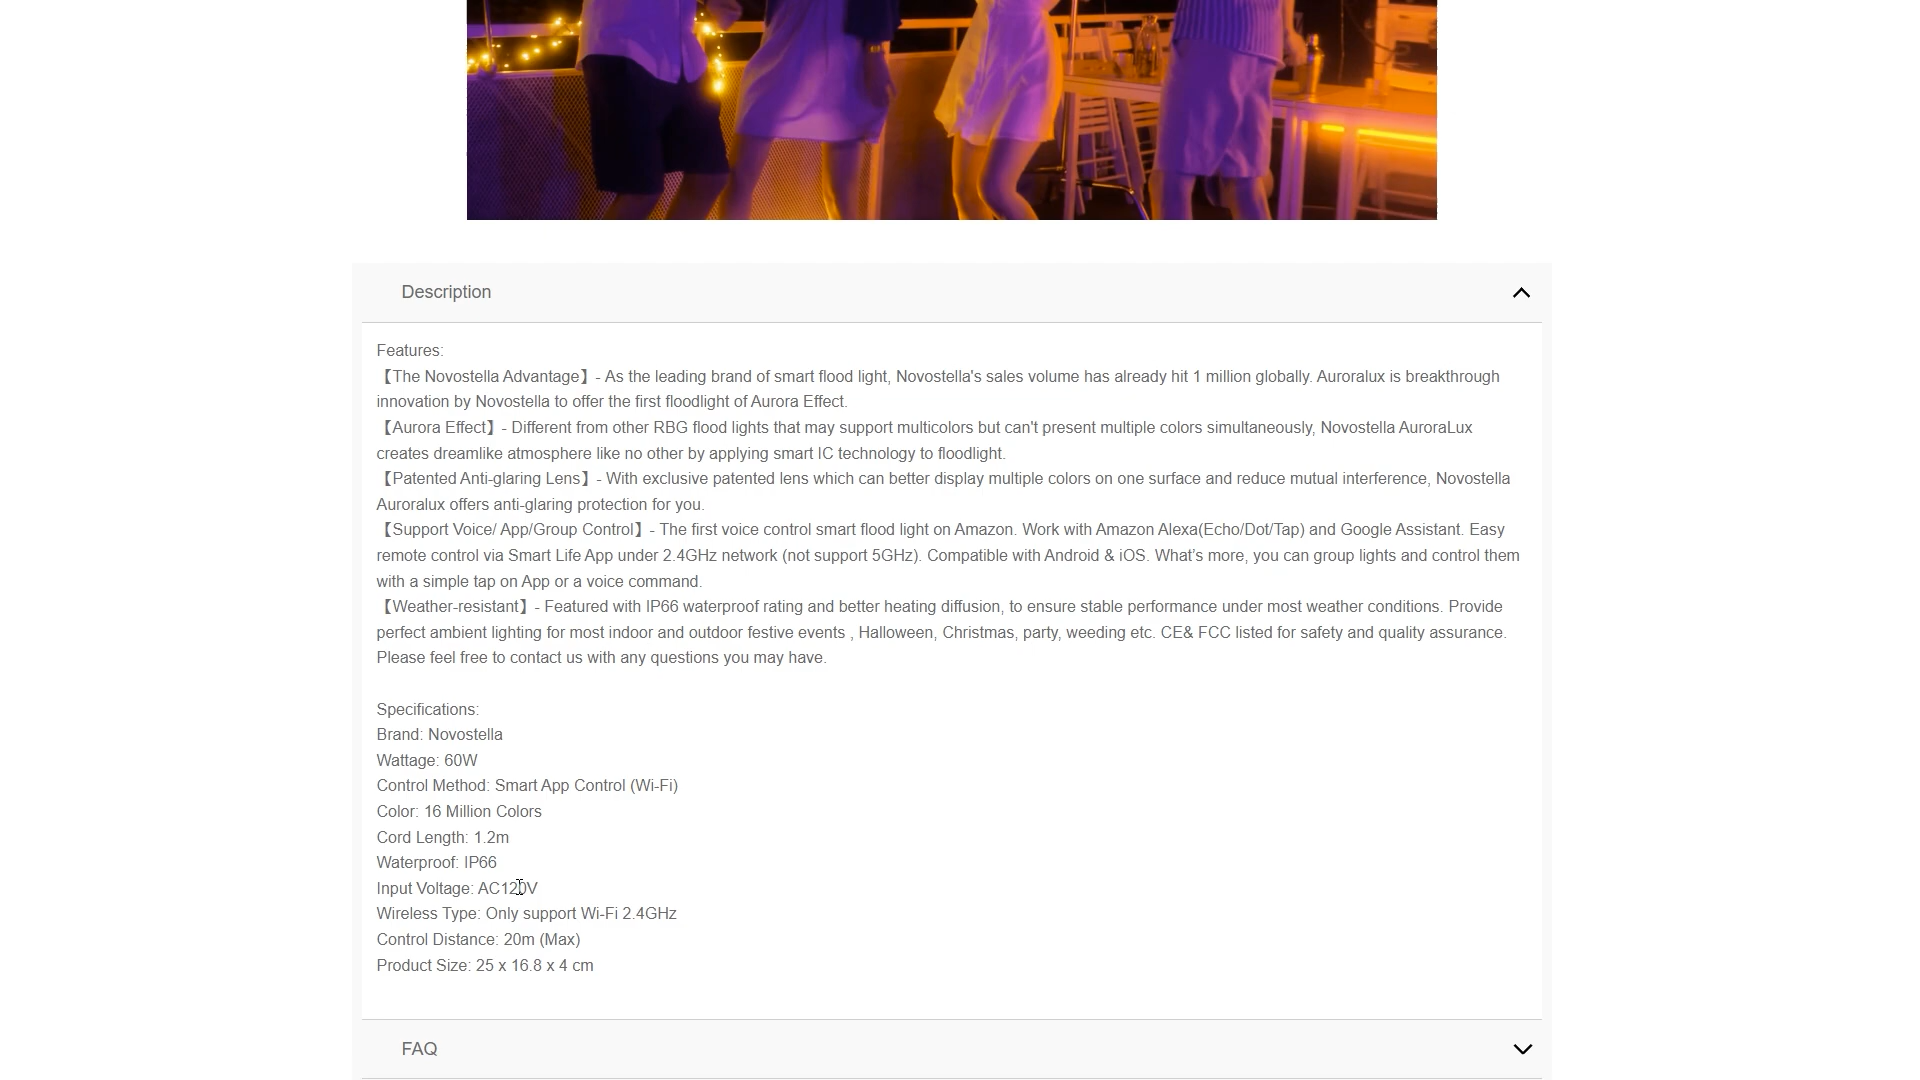 Description
Features:
【The Novostella Advantage】- As the leading brand of smart flood light, Novostella's sales volume has already hit 1 million globally. Auroralux is breakthrough
innovation by Novostella to offer the first floodlight of Aurora Effect.
【Aurora Effect】- Different from other RBG flood lights that may support multicolors but can't present multiple colors simultaneously, Novostella AuroraLux
creates dreamlike atmosphere like no other by applying smart IC technology to floodlight.
【Patented Anti-glaring Lens】- With exclusive patented lens which can better display multiple colors on one surface and reduce mutual interference, Novostella
Auroralux offers anti-glaring protection for you.
【Support Voice/ App/Group Control】- The first voice control smart flood light on Amazon. Work with Amazon Alexa(Echo/Dot/Tap) and Google Assistant. Easy
remote control via Smart Life App under 2.4GHz network (not support 5GHz). Compatible with Android & iOS. What’s more, you can group lights and control them
with a simple tap on App or a voice command.
【Weather-resistant】- Featured with IP66 waterproof rating and better heating diffusion, to ensure stable performance under most weather conditions. Provide
perfect ambient lighting for most indoor and outdoor festive events , Halloween, Christmas, party, weeding etc. CE& FCC listed for safety and quality assurance.
Please feel free to contact us with any questions you may have.
Specifications:
Brand: Novostella
Wattage: 60W
Control Method: Smart App Control (Wi-Fi)
Color: 16 Million Colors
Cord Length: 1.2m
Waterproof: IP66
Input Voltage: AC120V
Wireless Type: Only support Wi-Fi 2.4GHz
Control Distance: 20m (Max)
Product Size: 25 x 16.8 x 4 cm
FAQ